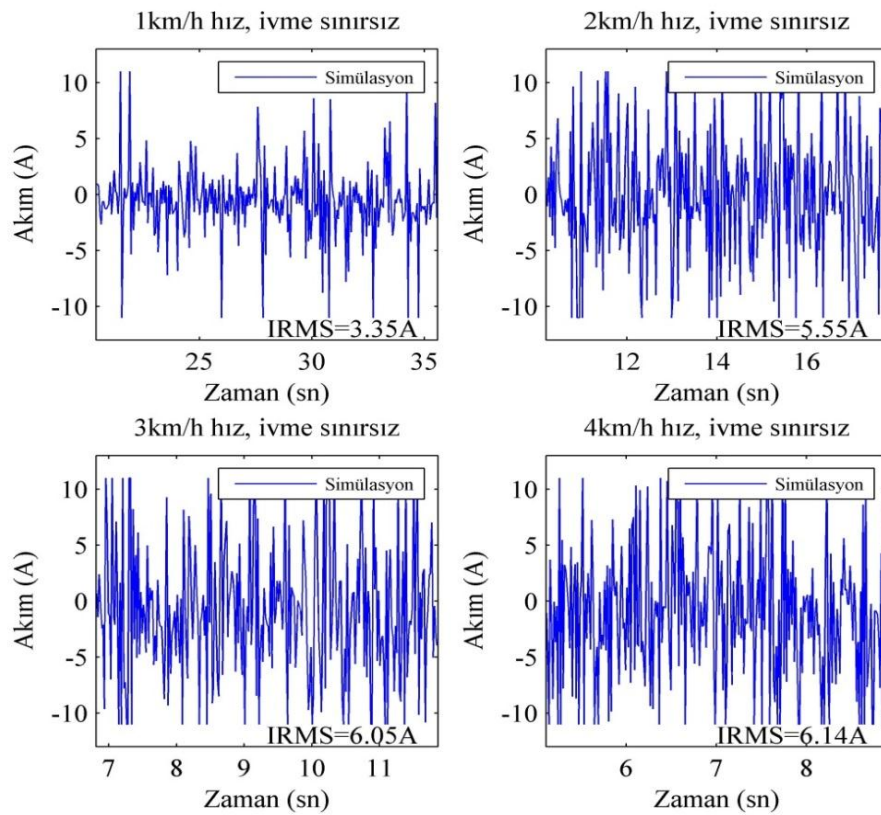 1km/h hız, ivme sınırsız
10
5
0
-5
-10
Akım (A)
Simülasyon
IRMS=3.35A
25
30
35
Zaman (sn)
2km/h hız, ivme sınırsız
10
5
0
-5
-10
Akım (A)
Simülasyon
IRMS=5.55A
12
14
16
Zaman (sn)
3km/h hız, ivme sınırsız
10
5
0
-5
-10
Akım (A)
Simülasyon
IRMS=6.05A
7
8
9
10
11
Zaman (sn)
4km/h hız, ivme sınırsız
10
5
0
-5
-10
Akım (A)
Simülasyon
IRMS=6.14A
6
7
8
Zaman (sn)